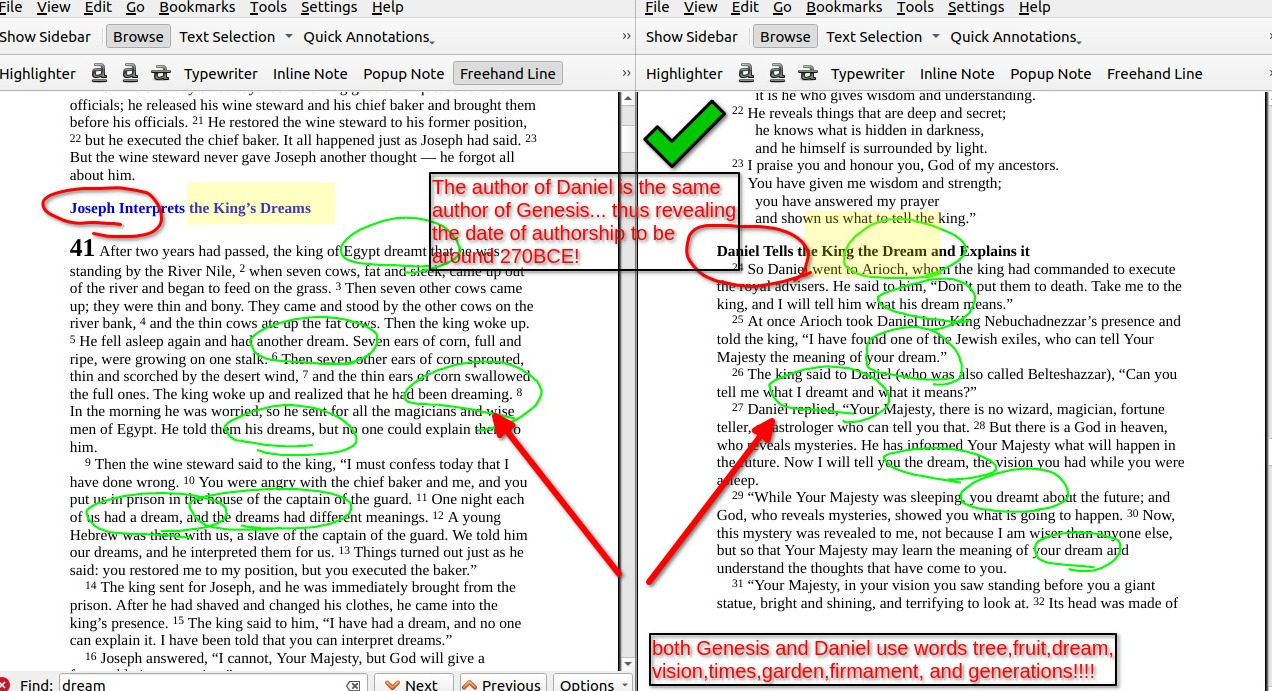 File View Edit Go Bookmarks Tools Settings Help
Show Sidebar Browse Text Selection Quick Annotations
Highlighter a a a Typewriter Inline Note Popup Note Freehand Line
officials; he released his wine steward and his chief baker and brought them
before his officials. 21 He restored the wine steward to his former position,
22 but he executed the chief baker. It all happened just as Joseph had said. 23
But the wine steward never gave Joseph another thought — he forgot all
about him.
Joseph Interprets the King's Dreams
41 After two years had passed, the king of Egypt dreamt that he was
standing by the River Nile, 2 when seven cows, fat and sleek, came up out
of the river and began to feed on the grass. 3 Then seven other cows came
up; they were thin and bony. They came and stood by the other cows on the
river bank, 4 and the thin cows ate up the fat cows. Then the king woke up.
5 He fell asleep again and had another dream. Seven ears of corn, full and
ripe, were growing on one stalk. 6 Then seven other ears of corn sprouted,
thin and scorched by the desert wind, 7 and the thin ears of corn swallowed
the full ones. The king woke up and realized that he had been dreaming. 8
In the morning he was worried, so he sent for all the magicians and wise
men of Egypt. He told them his dreams, but no one could explain them to
him.
9 Then the wine steward said to the king, “I must confess today that I
have done wrong. 10 You were angry with the chief baker and me, and you
put us in prison in the house of the captain of the guard. 11 One night each
of us had a dream, and the dreams had different meanings. 12 A young
Hebrew was there with us, a slave of the captain of the guard. We told him
our dreams, and he interpreted them for us. 13 Things turned out just as he
said: you restored me to my position, but you executed the baker.”
14 The king sent for Joseph, and he was immediately brought from the
prison. After he had shaved and changed his clothes, he came into the
king's presence. 15 The king said to him, “I have had a dream, and no one
can explain it. I have been told that you can interpret dreams.”
16 Joseph answered, “I cannot, Your Majesty, but God will give a
Find: dream Next Previous Options
The author of Daniel is the same
author of Genesis... thus revealing
the date of authorship to be
around 270BCE!
File View Edit Go Bookmarks Tools Settings Help
Show Sidebar Browse Text Selection Quick Annotations
Highlighter a a a Typewriter Inline Note Popup Note Freehand Line
It is he who gives wisdom and understanding.
22 He reveals things that are deep and secret;
he knows what is hidden in darkness,
and he himself is surrounded by light.
23 I praise you and honour you, God of my ancestors.
You have given me wisdom and strength;
you have answered my prayer
and shown us what to tell the king.”
Daniel Tells the King the Dream and Explains it
24 So Daniel went to Arioch, whom the king had commanded to execute
the royal advisers. He said to him, “Don't put them to death. Take me to the
king, and I will tell him what his dream means.”
25 At once Arioch took Daniel into King Nebuchadnezzar's presence and
told the king, “I have found one of the Jewish exiles, who can tell Your
Majesty the meaning of your dream.”
26 The king said to Daniel (who was also called Belteshazzar), “Can you
tell me what I dreamt and what it means?”
27 Daniel replied, “Your Majesty, there is no wizard, magician, fortune
teller, astrologer who can tell you that. 28 But there is a God in heaven,
who reveals mysteries. He has informed Your Majesty what will happen in
the future. Now I will tell you the dream, the vision you had while you were
asleep.
29 “While Your Majesty was sleeping, you dreamt about the future; and
God, who reveals mysteries, showed you what is going to happen. 30 Now,
this mystery was revealed to me, not because I am wiser than anyone else,
but so that Your Majesty may learn the meaning of your dream and
understand the thoughts that have come to you.
31 “Your Majesty, in your vision you saw standing before you a giant
statue, bright and shining, and terrifying to look at. 32 Its head was made of
both Genesis and Daniel use words tree,fruit,dream,
vision,times,garden,firmament, and generations!!!!